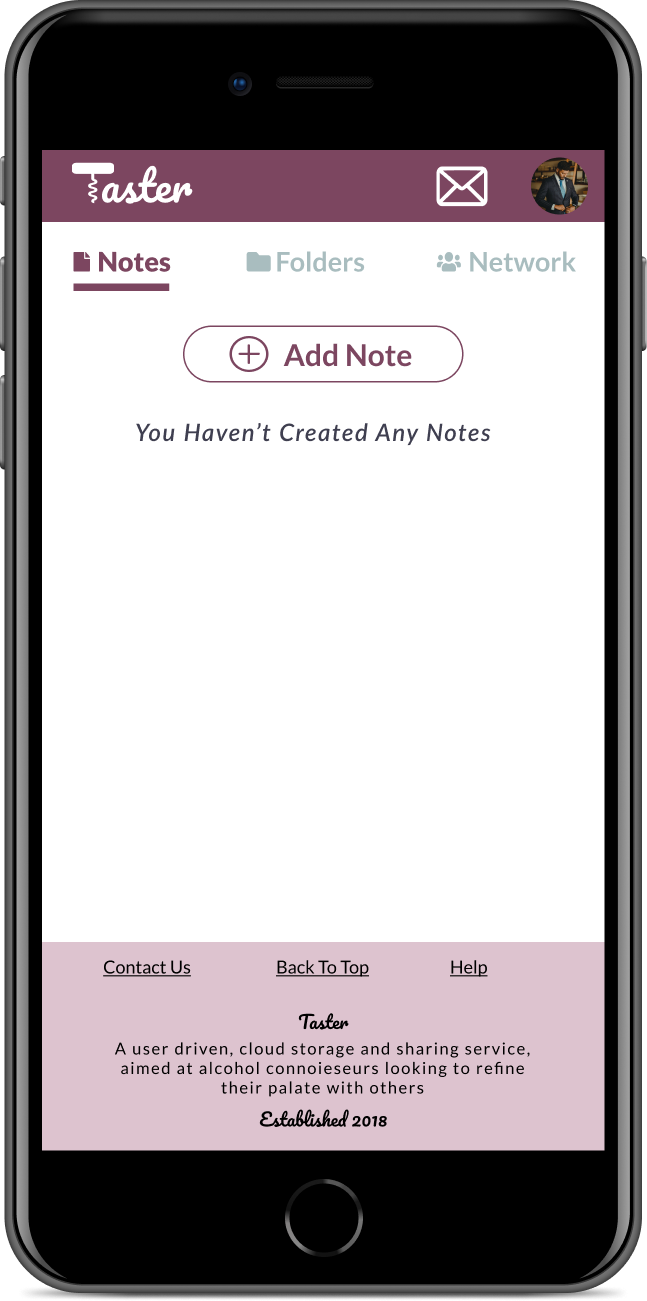 Taster
Notes Folders Network
Add Note
You Haven't Created Any Notes
Contact Us Back To Top Help
Taster
A user driven, cloud storage and sharing service,
aimed at alcohol connoieseurs looking to refine
their palate with others
Established 2018